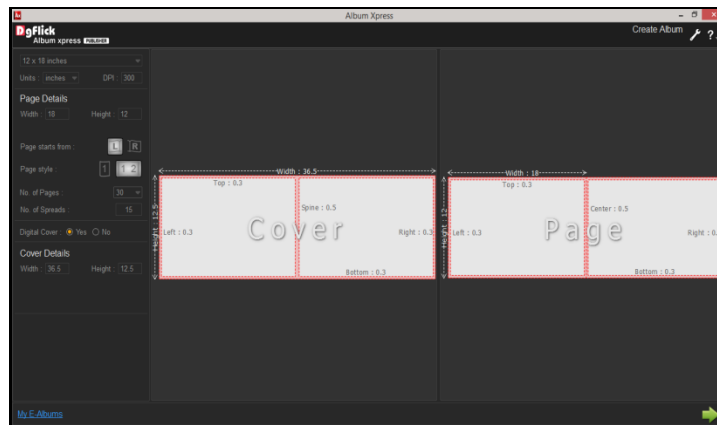 Album Xpress
DgFlick
Album xpress PUBLISHER
Create Album
?
12 x 18 inches
Units : inches DPI : 300
Page Details
Width : 18 Height : 12
Page starts from : L R
Page style : 1 1 2
No. of Pages : 30
No. of Spreads : 15
Digital Cover : Yes No
Cover Details
Width : 36.5 Height : 12.5
Width : 36.5
Top : 0.3
Spine : 0.5
Height : 12.5
Left : 0.3
Cover
Right : 0.3
Bottom : 0.3
Width : 18
Top : 0.3
Center : 0.5
Height : 12
Left : 0.3
Page
Right : 0.
Bottom : 0.3
My E-Albums